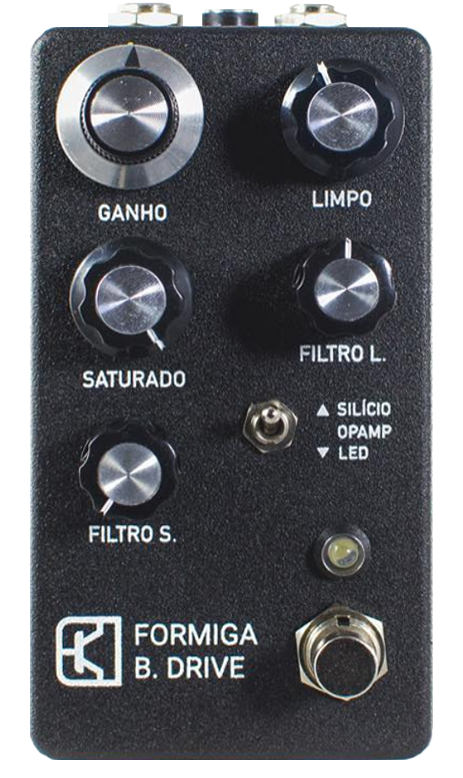 GANHO
LIMPO
SATURADO
FILTRO L.
▲ SILÍCIO
OPAMP
▼ LED
FILTRO S.
FORMIGA
B. DRIVE